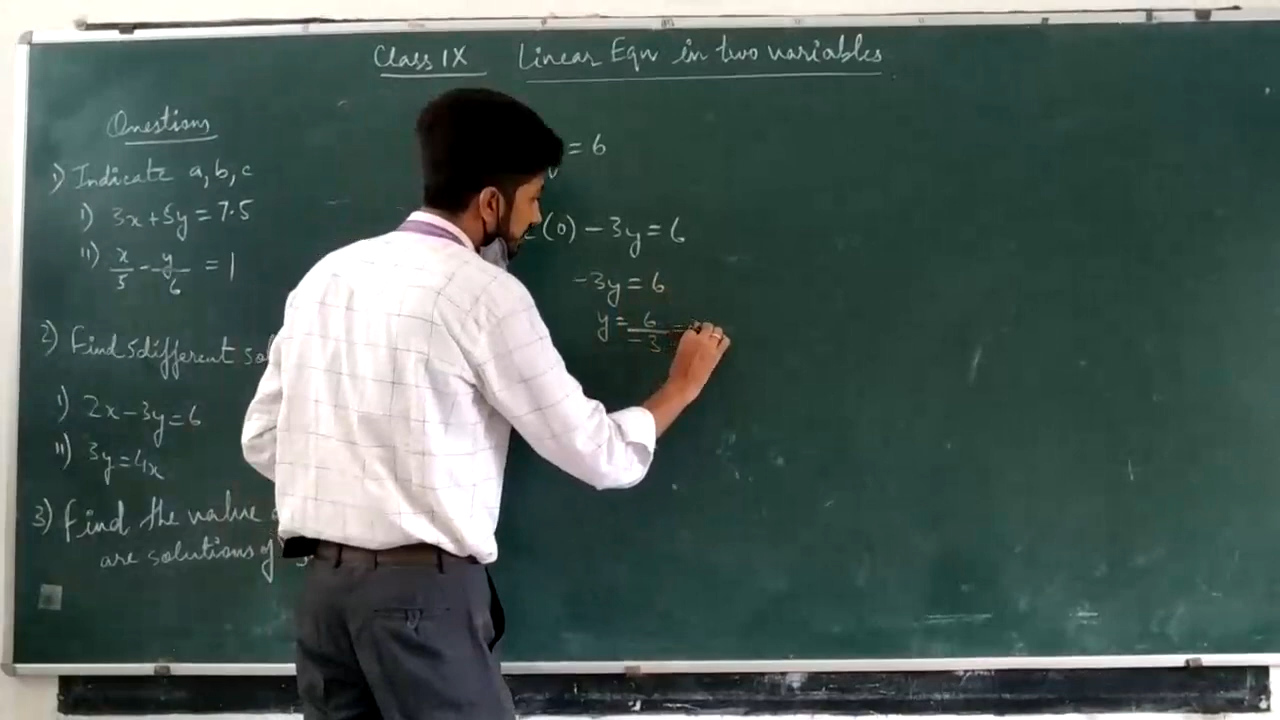 Class IX Linear Eqn in two variables
Questions
1) Indicate a, b, c
i) 3x + 5y = 7.5
ii) x/5 - y/6 = 1
2) Find 5 different
i) 2x - 3y = 6
ii) 3y = 4x
3) Find the value
are solutions of
= 6
(0) - 3y = 6
-3y = 6
y = 6/-3 =